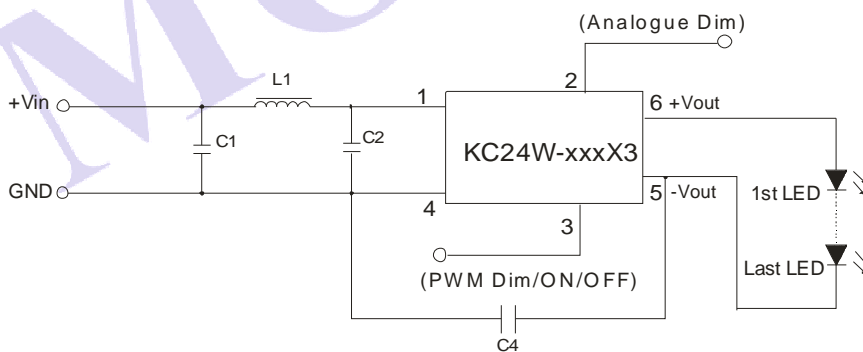 (Analogue Dim)
L1
+Vin
1
2
6 +Vout
C1
C2
KC24W-xxxX3
GND
4
3
5 -Vout
1st LED
Last LED
(PWM Dim/ON/OFF)
C4